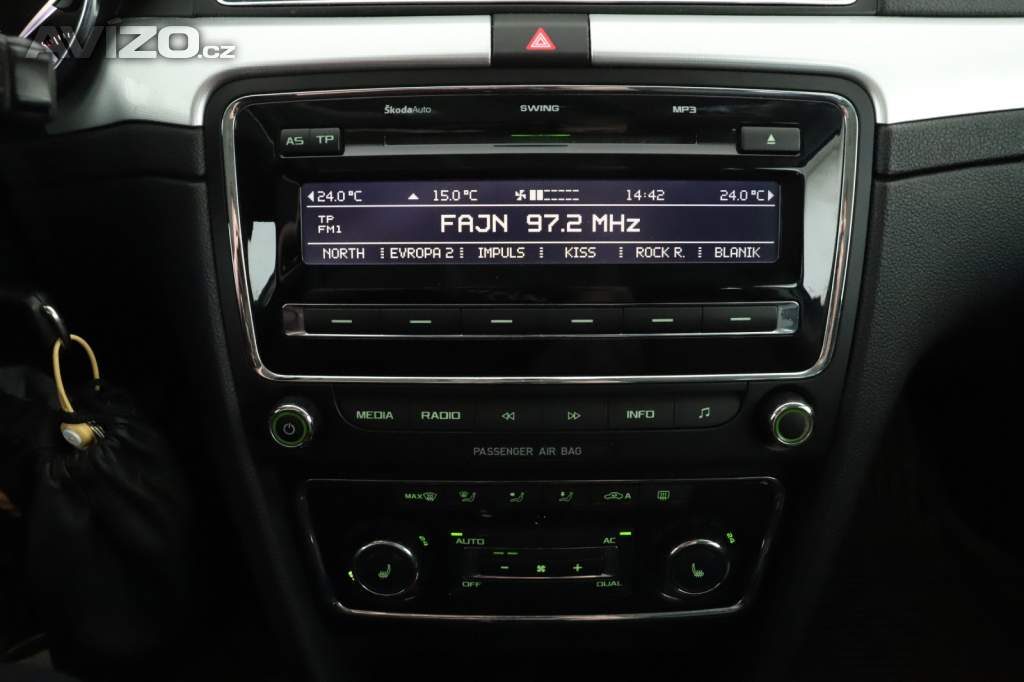 AVÍZO.cz
ŠkodaAuto SWING MP3
AS TP
24.0°C 15.0°C 14:42 24.0°C
TP
FM1
FAJN 97.2 MHz
NORTH EVROPA 2 IMPULS KISS ROCK R. BLANIK
MEDIA RADIO INFO
PASSENGER AIR BAG
MAX A
AUTO AC
OFF DUAL
24